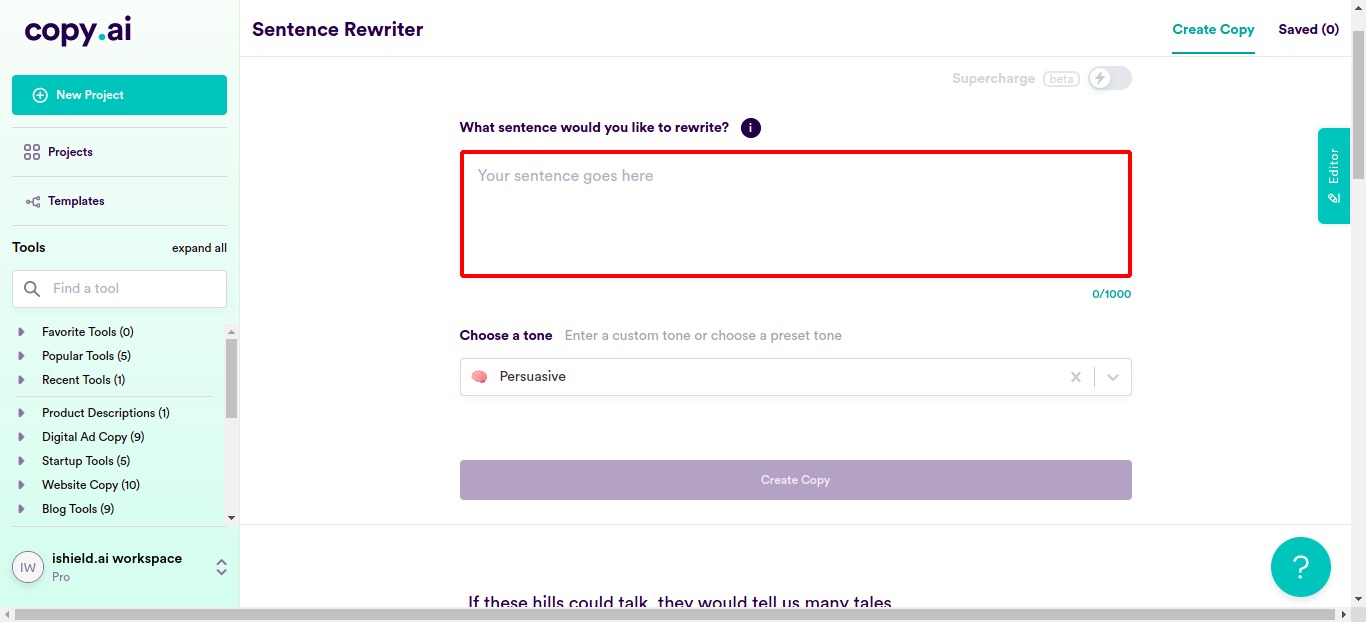 copy.ai
Sentence Rewriter
Create Copy
Saved (0)
New Project
Projects
Templates
Tools
expand all
Find a tool
Favorite Tools (0)
Popular Tools (5)
Recent Tools (1)
Product Descriptions (1)
Digital Ad Copy (9)
Startup Tools (5)
Website Copy (10)
Blog Tools (9)
IW
ishield.ai workspace
Pro
Supercharge beta
What sentence would you like to rewrite? i
Your sentence goes here
0/1000
Choose a tone Enter a custom tone or choose a preset tone
Persuasive
Create Copy
If these hills could talk, they would tell us many tales
Editor
?